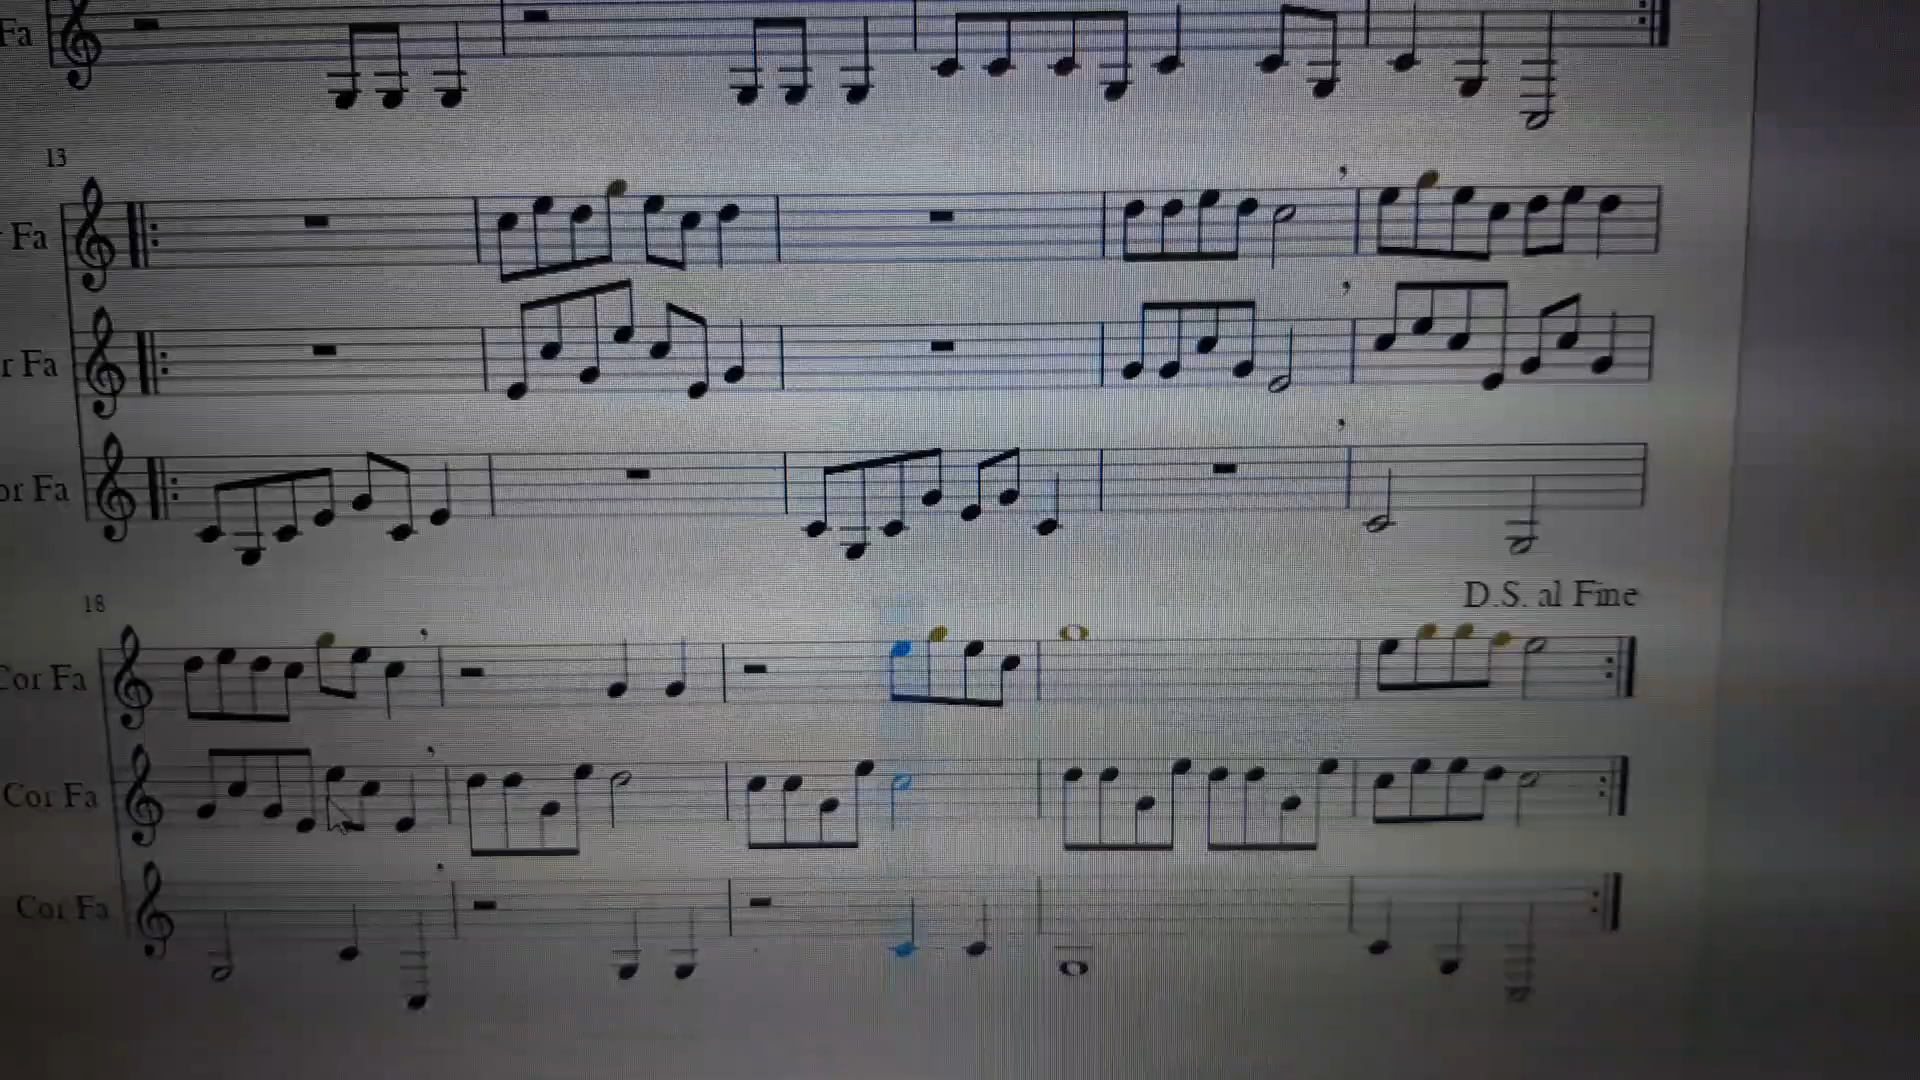 Fa
13
r Fa
r Fa
or Fa
18
D.S. al Fine
Cor Fa
Cor Fa
Cor Fa